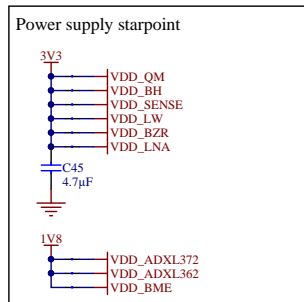 Power supply starpoint
3V3
VDD_QM
VDD_BH
VDD_SENSE
VDD_LW
VDD_BZR
VDD_LNA
C45
4.7µF
1V8
VDD_ADXL372
VDD_ADXL362
VDD_BME